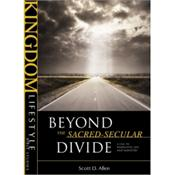 KINGDOM
LIFESTYLE
BEYOND
THE SACRED-SECULAR
DIVIDE
Scott D. Allen